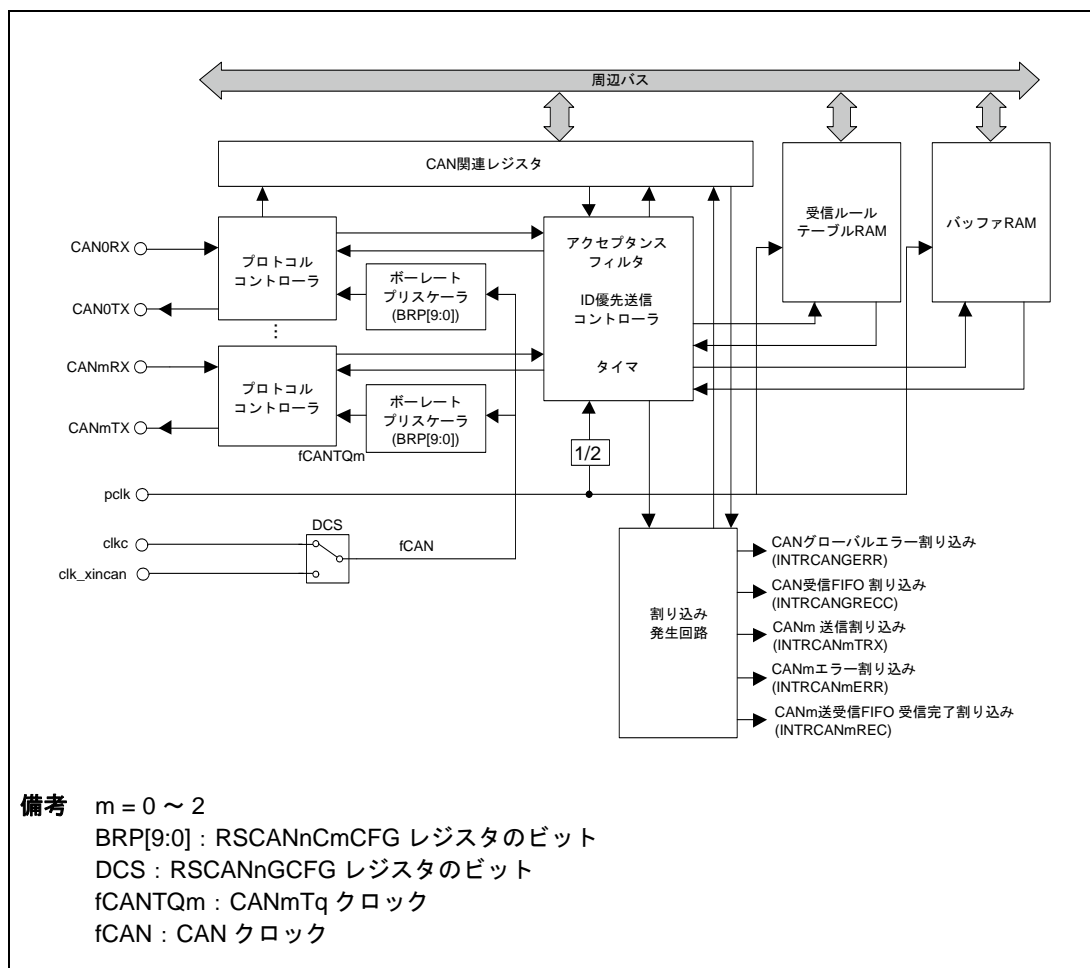 周辺バス
CAN関連レジスタ
受信ルール
テーブルRAM
バッファRAM
CAN0RX
CAN0TX
CANmRX
CANmTX
プロトコル
コントローラ
ボーレート
プリスケーラ
(BRP[9:0])
⋮
プロトコル
コントローラ
ボーレート
プリスケーラ
(BRP[9:0])
fCANTQm
アクセプタンス
フィルタ
ID優先送信
コントローラ
タイマ
1/2
pclk
clkc
clk_xincan
DCS
fCAN
割り込み
発生回路
CANグローバルエラー割り込み
(INTRCANGERR)
CAN受信FIFO 割り込み
(INTRCANGRECC)
CANm 送信割り込み
(INTRCANmTRX)
CANmエラー割り込み
(INTRCANmERR)
CANm送受信FIFO 受信完了割り込み
(INTRCANmREC)
備考 m = 0 ～ 2
BRP[9:0] : RSCANnCmCFG レジスタのビット
DCS : RSCANnGCFG レジスタのビット
fCANTQm : CANmTq クロック
fCAN : CAN クロック